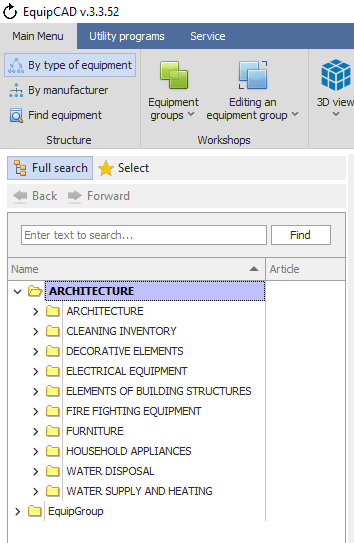 EquipCAD v.3.3.52
Main Menu Utility programs Service
By type of equipment
By manufacturer
Find equipment
Structure
Equipment groups
Editing an equipment group
Workshops
3D view
Full search Select
Back Forward
Enter text to search... Find
Name Article
ARCHITECTURE
ARCHITECTURE
CLEANING INVENTORY
DECORATIVE ELEMENTS
ELECTRICAL EQUIPMENT
ELEMENTS OF BUILDING STRUCTURES
FIRE FIGHTING EQUIPMENT
FURNITURE
HOUSEHOLD APPLIANCES
WATER DISPOSAL
WATER SUPPLY AND HEATING
EquipGroup